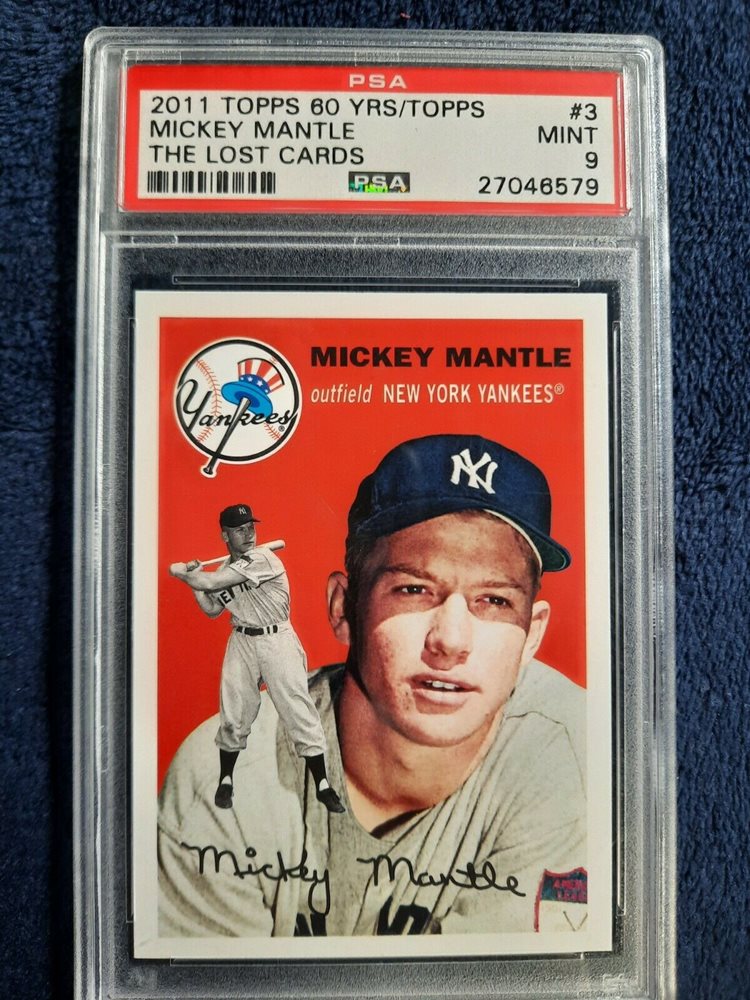 PSA
2011 TOPPS 60 YRS/TOPPS #3
MICKEY MANTLE MINT
THE LOST CARDS 9
PSA 27046579
MICKEY MANTLE
outfield NEW YORK YANKEES®
Yankees®
NY
NY
Mickey Mantle